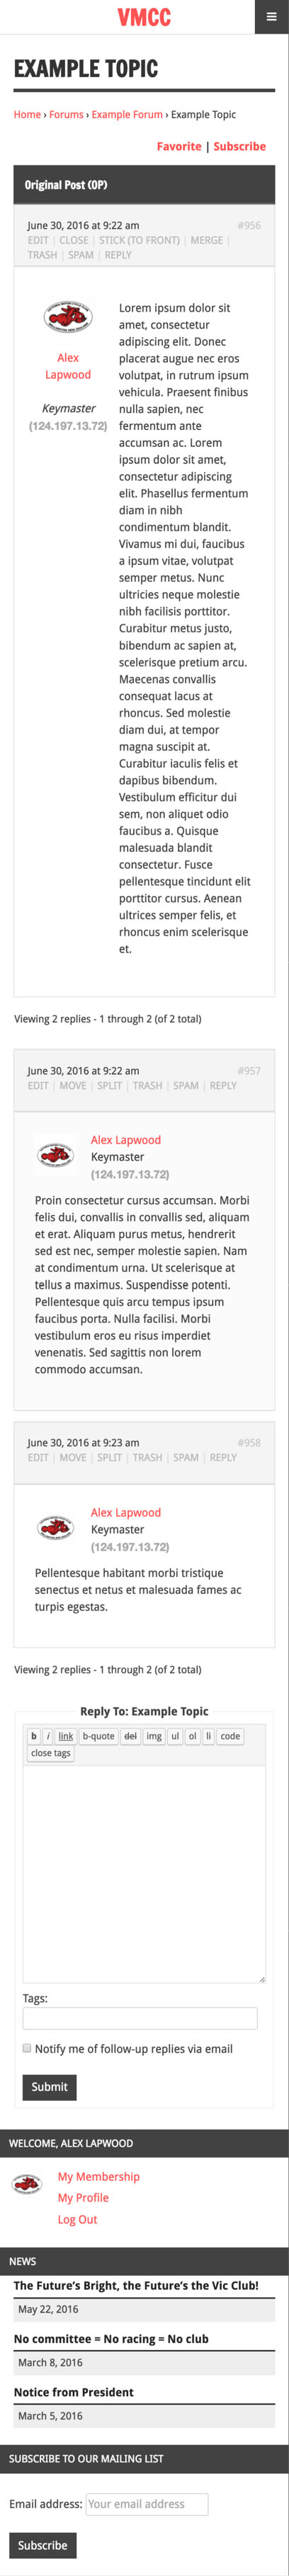 VMCC
EXAMPLE TOPIC
Home › Forums › Example Forum › Example Topic
Favorite | Subscribe
Original Post (OP)
June 30, 2016 at 9:22 am #956
EDIT | CLOSE | STICK (TO FRONT) | MERGE |
TRASH | SPAM | REPLY
Alex
Lapwood
Keymaster
(124.197.13.72)
Lorem ipsum dolor sit
amet, consectetur
adipiscing elit. Donec
placerat augue nec eros
volutpat, in rutrum ipsum
vehicula. Praesent finibus
nulla sapien, nec
fermentum ante
accumsan ac. Lorem
ipsum dolor sit amet,
consectetur adipiscing
elit. Phasellus fermentum
diam in nibh
condimentum blandit.
Vivamus mi dui, faucibus
a ipsum vitae, volutpat
semper metus. Nunc
ultricies neque molestie
nibh facilisis porttitor.
Curabitur metus justo,
bibendum ac sapien at,
scelerisque pretium arcu.
Maecenas convallis
consequat lacus at
rhoncus. Sed molestie
diam dui, at tempor
magna suscipit at.
Curabitur iaculis felis et
dapibus bibendum.
Vestibulum efficitur dui
sem, non aliquet odio
faucibus a. Quisque
malesuada blandit
consectetur. Fusce
pellentesque tincidunt elit
porttitor cursus. Aenean
ultrices semper felis, et
rhoncus enim scelerisque
et.
Viewing 2 replies - 1 through 2 (of 2 total)
June 30, 2016 at 9:22 am #957
EDIT | MOVE | SPLIT | TRASH | SPAM | REPLY
Alex Lapwood
Keymaster
(124.197.13.72)
Proin consectetur cursus accumsan. Morbi
felis dui, convallis in convallis sed, aliquam
et erat. Aliquam purus metus, hendrerit
sed est nec, semper molestie sapien. Nam
at condimentum urna. Ut scelerisque at
tellus a maximus. Suspendisse potenti.
Pellentesque quis arcu tempus ipsum
faucibus porta. Nulla facilisi. Morbi
vestibulum eros eu risus imperdiet
venenatis. Sed sagittis non lorem
commodo accumsan.
June 30, 2016 at 9:23 am #958
EDIT | MOVE | SPLIT | TRASH | SPAM | REPLY
Alex Lapwood
Keymaster
(124.197.13.72)
Pellentesque habitant morbi tristique
senectus et netus et malesuada fames ac
turpis egestas.
Viewing 2 replies - 1 through 2 (of 2 total)
Reply To: Example Topic
b i link b-quote del img ul ol li code
close tags
Tags:
Notify me of follow-up replies via email
Submit
WELCOME, ALEX LAPWOOD
My Membership
My Profile
Log Out
NEWS
The Future's Bright, the Future's the Vic Club!
May 22, 2016
No committee = No racing = No club
March 8, 2016
Notice from President
March 5, 2016
SUBSCRIBE TO OUR MAILING LIST
Email address: Your email address
Subscribe